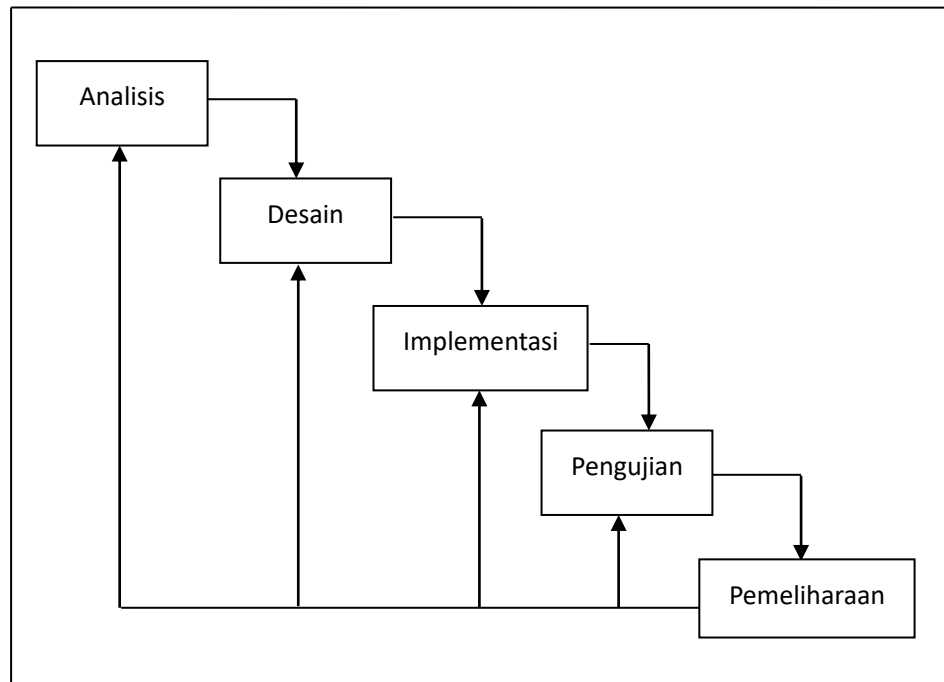 Analisis
Desain
Implementasi
Pengujian
Pemeliharaan